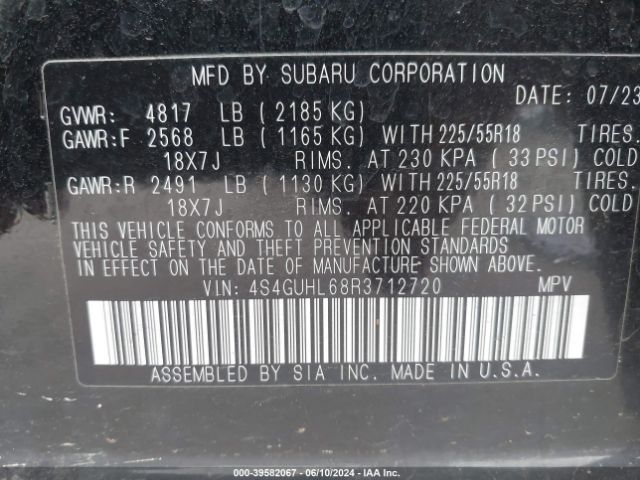 MFD BY SUBARU CORPORATION
DATE: 07/23
GVWR: 4817 LB ( 2185 KG)
GAWR:F 2568 LB ( 1165 KG) WITH 225/55R18 TIRES.
18X7J RIMS. AT 230 KPA ( 33 PSI) COLD
GAWR:R 2491 LB ( 1130 KG) WITH 225/55R18 TIRES.
18X7J RIMS. AT 220 KPA ( 32 PSI) COLD
THIS VEHICLE CONFORMS TO ALL APPLICABLE FEDERAL MOTOR
VEHICLE SAFETY AND THEFT PREVENTION STANDARDS
IN EFFECT ON THE DATE OF MANUFACTURE SHOWN ABOVE.
VIN: 4S4GUHL68R3712720 MPV
ASSEMBLED BY SIA INC. MADE IN U.S.A.
000-39582067 - 06/10/2024 - IAA Inc.